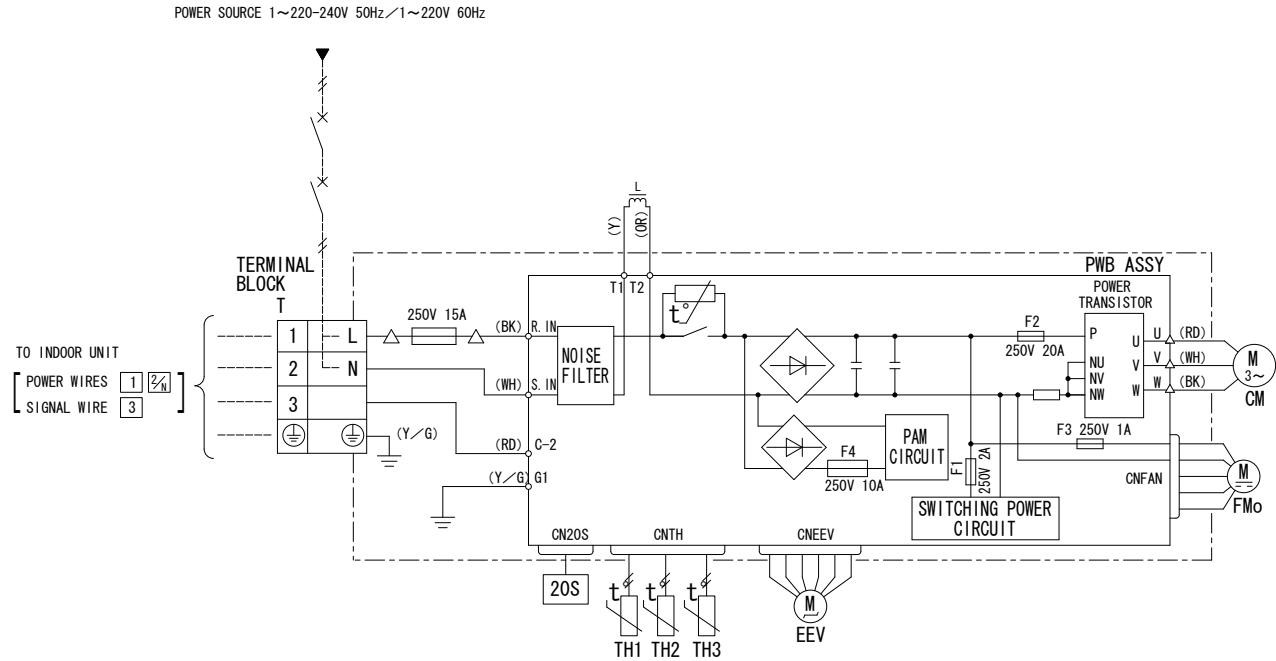 POWER SOURCE 1~220-240V 50Hz/1~220V 60Hz
TERMINAL
BLOCK
T
TO INDOOR UNIT
POWER WIRES 1 2/N
SIGNAL WIRE 3
1 L
2 N
3
250V 15A
(Y/G)
(BK) R.IN
(WH) S.IN
(RD) C-2
(Y/G) G1
NOISE
FILTER
L
(Y)
(OR)
T1 T2
t°
PWB ASSY
POWER
TRANSISTOR
F2
250V 20A
P
NU
NV
NW
U
V
W
U (RD)
V (WH)
W (BK)
M
3~
CM
F3 250V 1A
F4
250V 10A
PAM
CIRCUIT
F1
250V 2A
SWITCHING POWER
CIRCUIT
CNFAN
M
FMo
CN20S
CNTH
CNEEV
20S
t°
t°
t°
TH1 TH2 TH3
M
EEV